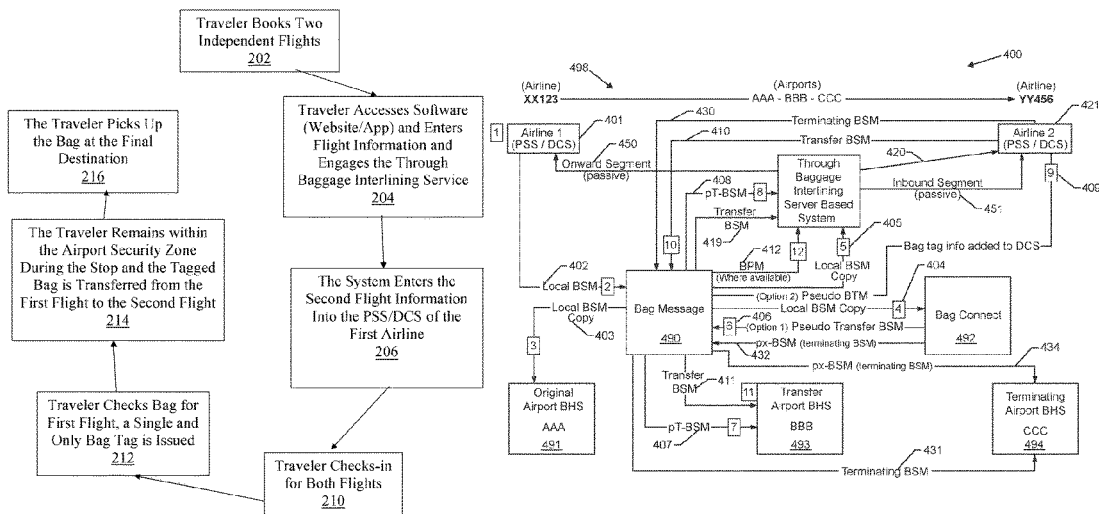 Traveler Books Two
Independent Flights
202
Traveler Accesses Software
(Website/App) and Enters
Flight Information and
Engages the Through
Baggage Interlining Service
204
The System Enters the
Second Flight Information
Into the PSS/DCS of the
First Airline
206
Traveler Checks-in
for Both Flights
210
Traveler Checks Bag for
First Flight, a Single and
Only Bag Tag is Issued
212
The Traveler Remains within
the Airport Security Zone
During the Stop and the Tagged
Bag is Transferred from the
First Flight to the Second Flight
214
The Traveler Picks Up
the Bag at the Final
Destination
216
400
498
(Airline)
XX123
(Airports)
AAA - BBB - CCC
(Airline)
YY456
430
Terminating BSM
421
1
Airline 1
(PSS / DCS)
401
410
Transfer BSM
Airline 2
(PSS / DCS)
450
Onward Segment
(passive)
420
9
409
408
pT-BSM
8
Through
Baggage
Interlining
Server Based
System
Inbound Segment
(passive)
451
Transfer
BSM
419
405
10
412
12
5
Bag tag info added to DCS
402
BPM
(Where available)
Local BSM
Copy
Local BSM
2
(Option 2) Pseudo BTM
404
Local BSM
Copy
403
Bag Message
490
Local BSM Copy
4
Bag Connect
492
406
6
(Option 1) Pseudo Transfer BSM
px-BSM (terminating BSM)
432
434
px-BSM (terminating BSM)
3
Transfer
BSM
411
Original
Airport BHS
AAA
491
11
Transfer
Airport BHS
BBB
493
Terminating
Airport BHS
CCC
494
pT-BSM
7
407
431
Terminating BSM